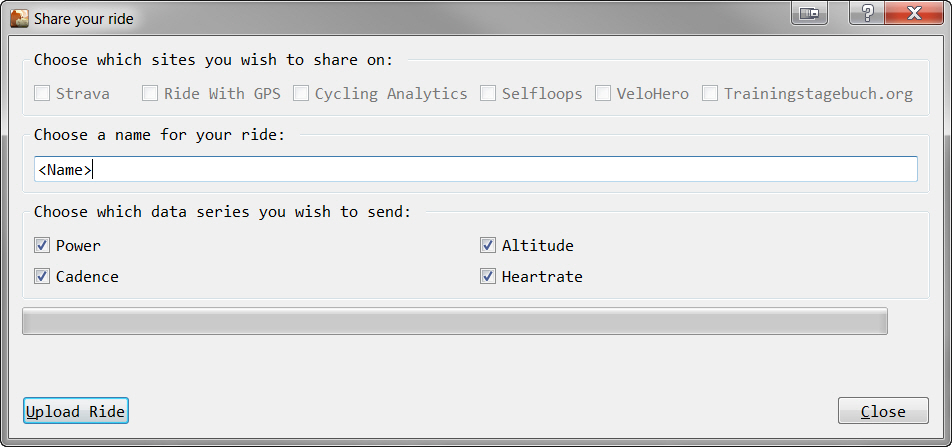 Share your ride
Choose which sites you wish to share on:
Strava Ride With GPS Cycling Analytics Selfloops VeloHero Trainingstagebuch.org
Choose a name for your ride:
<Name>
Choose which data series you wish to send:
Power Altitude
Cadence Heartrate
Upload Ride Close